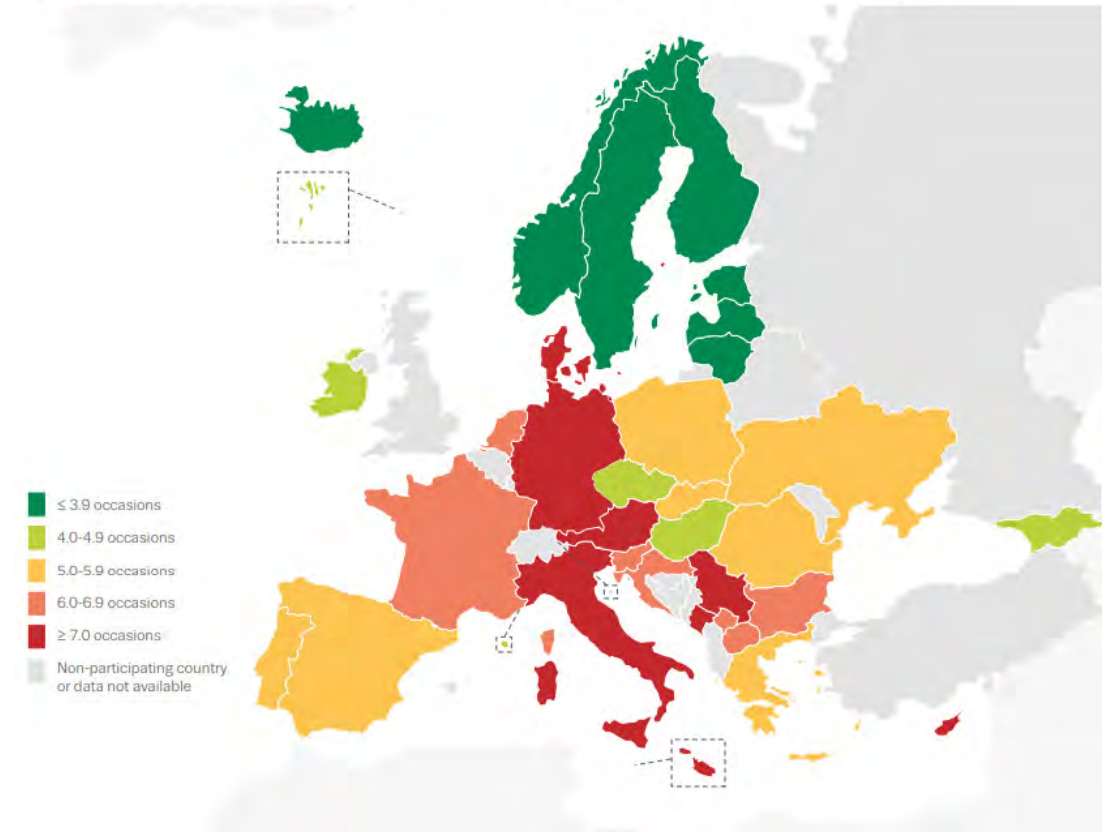 ≤ 3.9 occasions
4.0-4.9 occasions
5.0-5.9 occasions
6.0-6.9 occasions
≥ 7.0 occasions
Non-participating country
or data not available